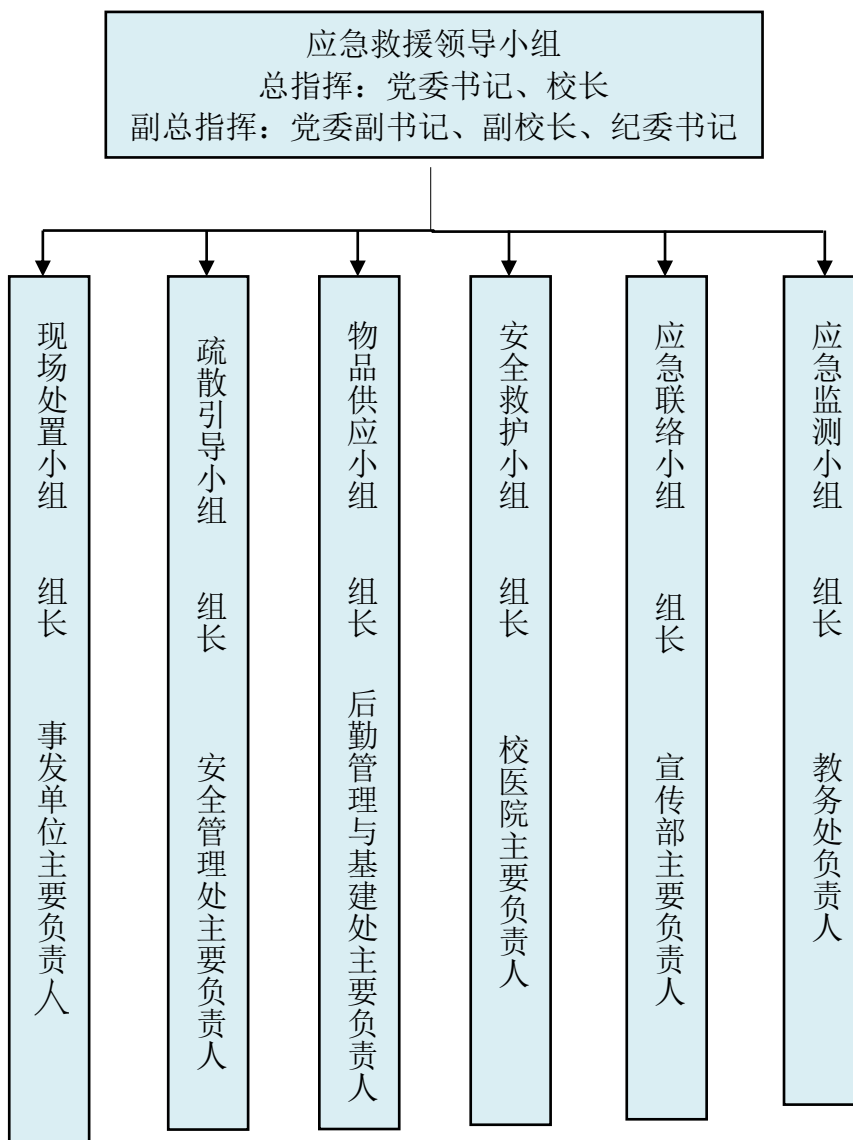 应急救援领导小组
总指挥：党委书记、校长
副总指挥：党委副书记、副校长、纪委书记
现场处置小组 组长 事发单位主要负责人
疏散引导小组 组长 安全管理处主要负责人
物品供应小组 组长 后勤管理与基建处主要负责人
安全救护小组 组长 校医院主要负责人
应急联络小组 组长 宣传部主要负责人
应急监测小组 组长 教务处负责人